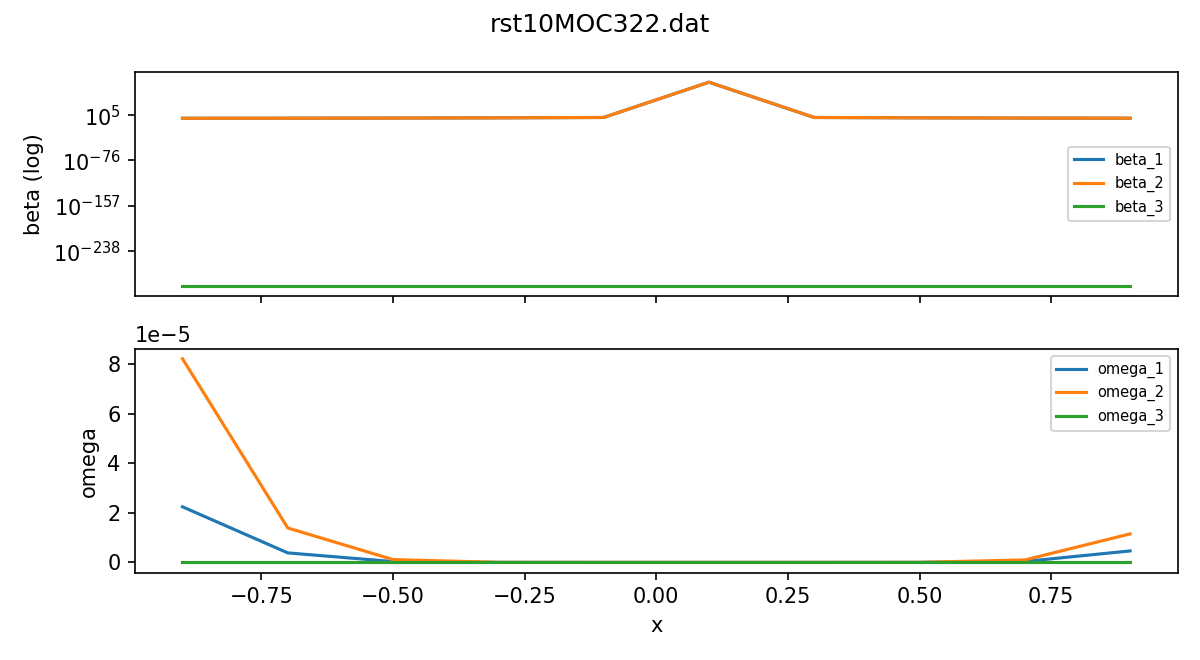 rst10MOC322.dat
beta (log)
10^5
10^−76
10^−157
10^−238
beta_1
beta_2
beta_3
1e−5
omega
8
6
4
2
0
omega_1
omega_2
omega_3
−0.75 −0.50 −0.25 0.00 0.25 0.50 0.75
x